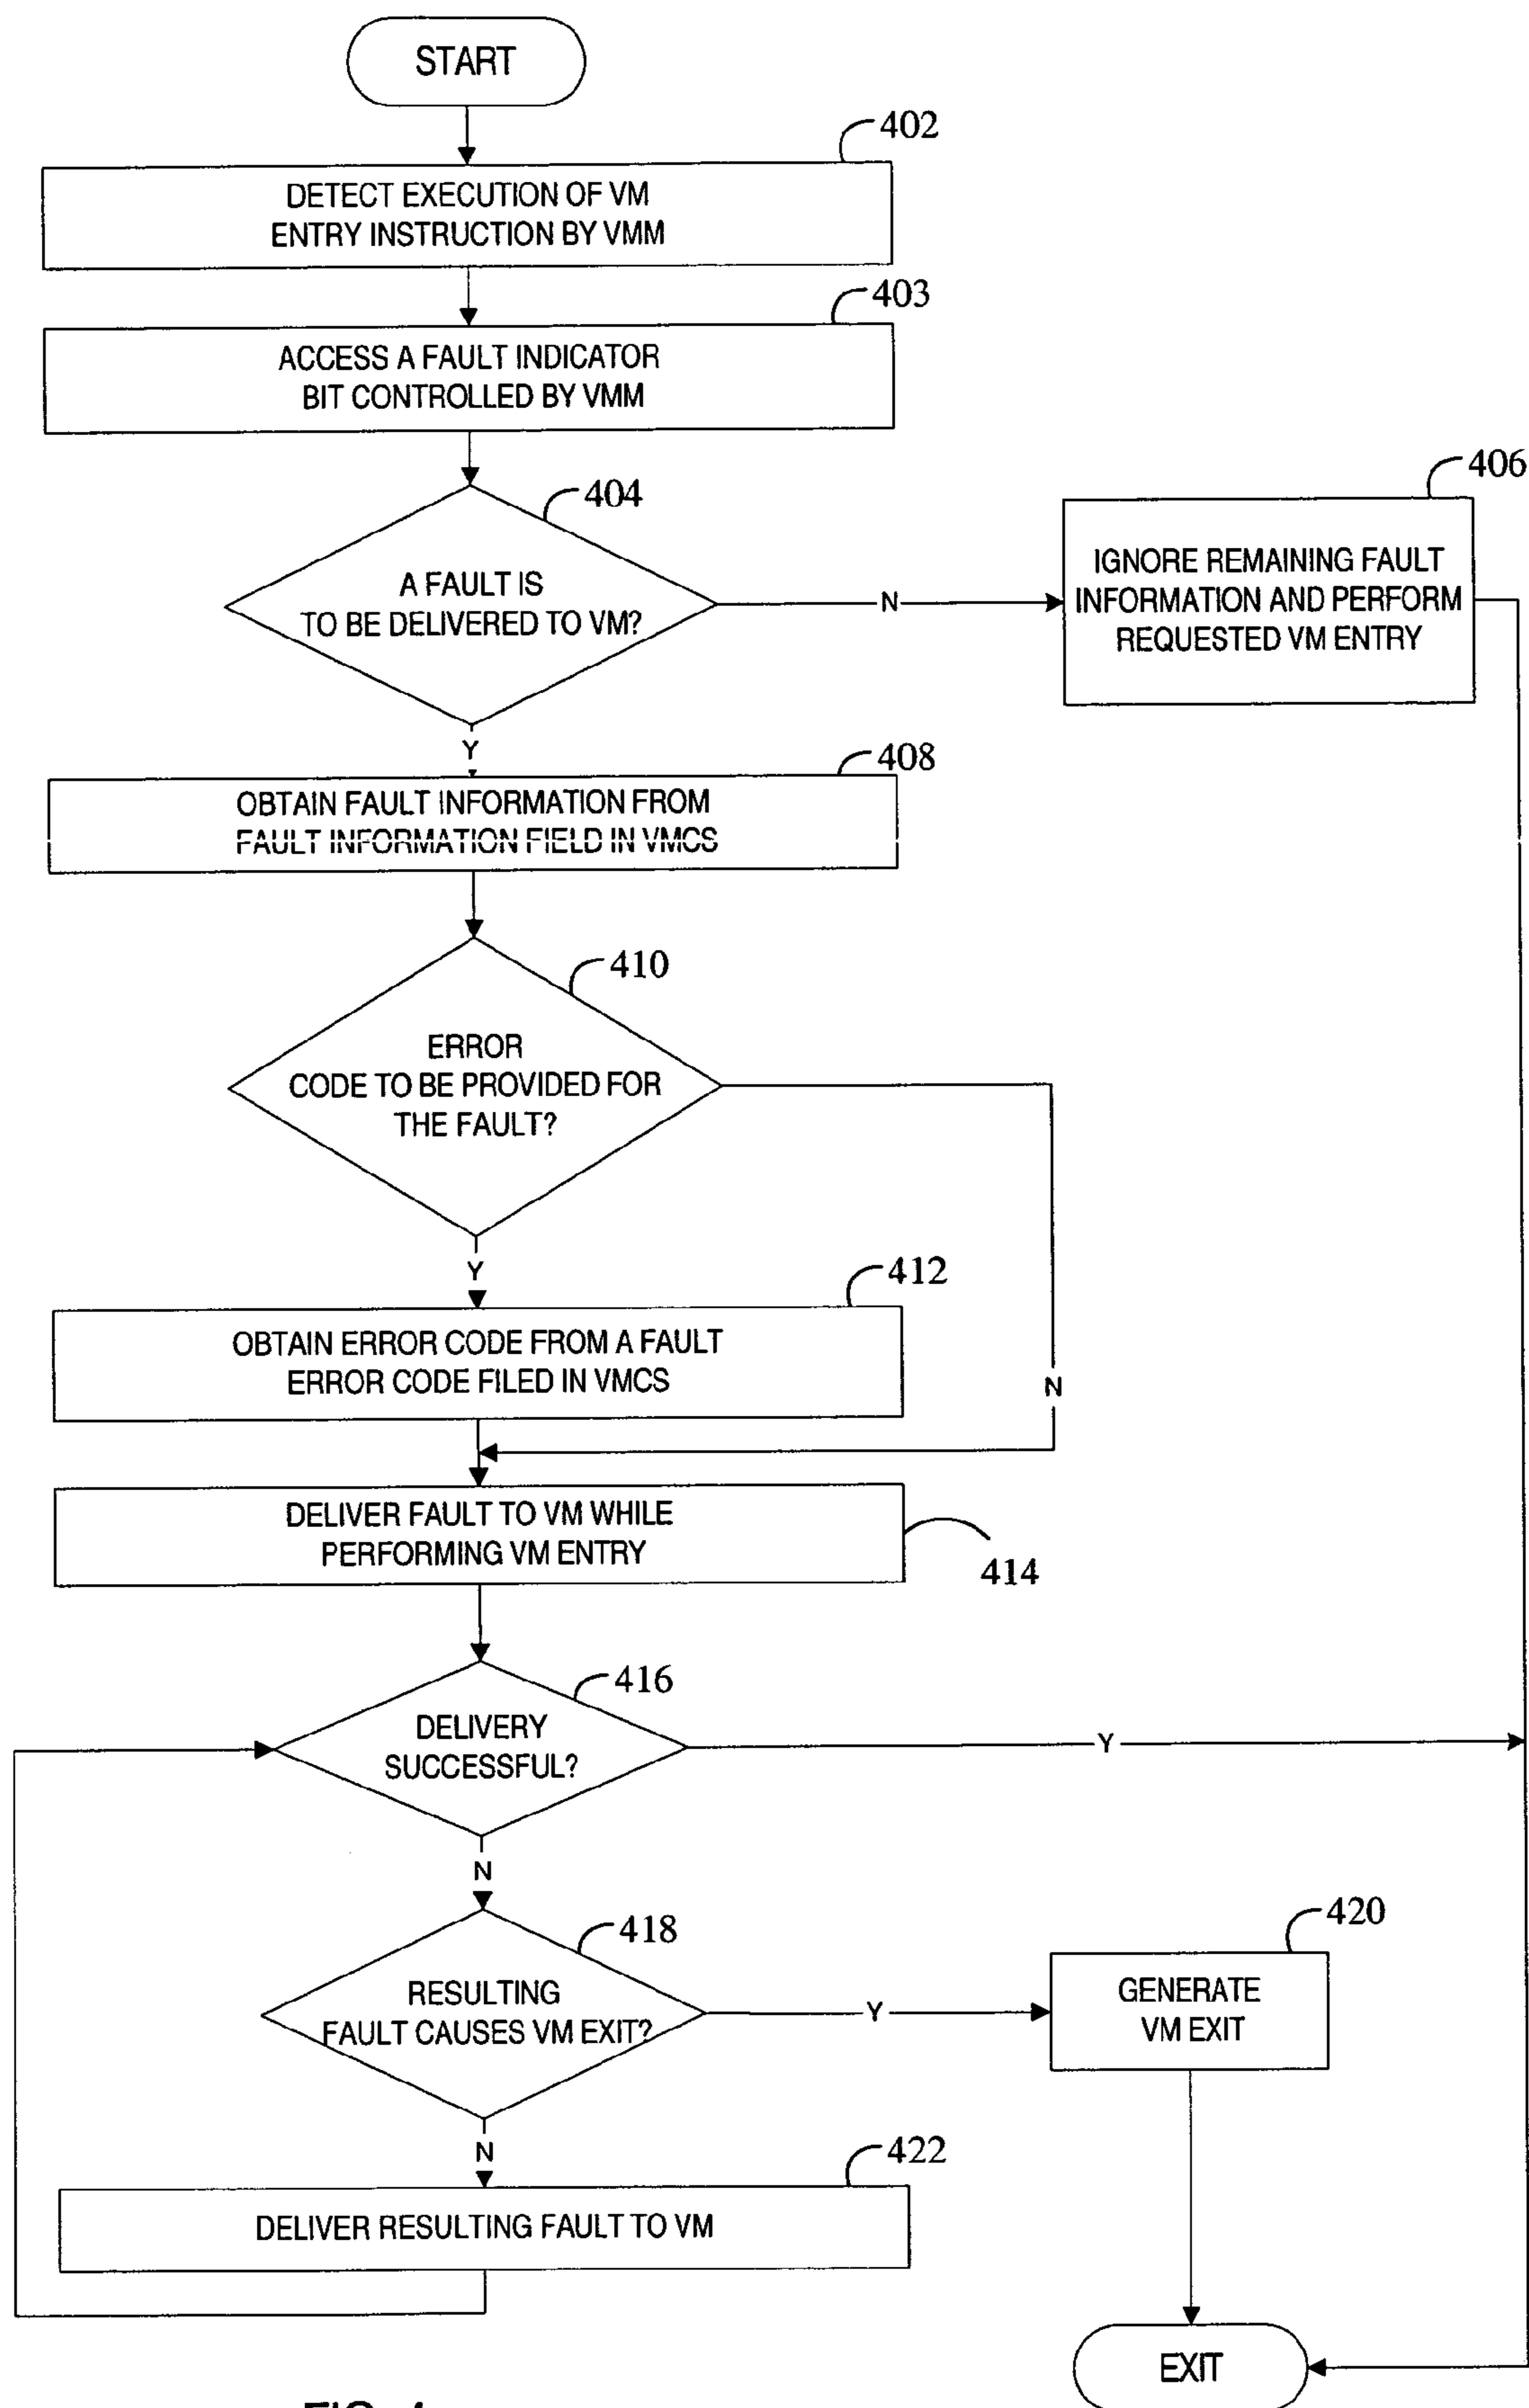 START
402
DETECT EXECUTION OF VM
ENTRY INSTRUCTION BY VMM
403
ACCESS A FAULT INDICATOR
BIT CONTROLLED BY VMM
404
A FAULT IS
TO BE DELIVERED TO VM?
N
406
IGNORE REMAINING FAULT
INFORMATION AND PERFORM
REQUESTED VM ENTRY
Y
408
OBTAIN FAULT INFORMATION FROM
FAULT INFORMATION FIELD IN VMCS
410
ERROR
CODE TO BE PROVIDED FOR
THE FAULT?
Y
412
OBTAIN ERROR CODE FROM A FAULT
ERROR CODE FILED IN VMCS
N
DELIVER FAULT TO VM WHILE
PERFORMING VM ENTRY
414
416
DELIVERY
SUCCESSFUL?
Y
N
418
RESULTING
FAULT CAUSES VM EXIT?
Y
420
GENERATE
VM EXIT
N
422
DELIVER RESULTING FAULT TO VM
EXIT